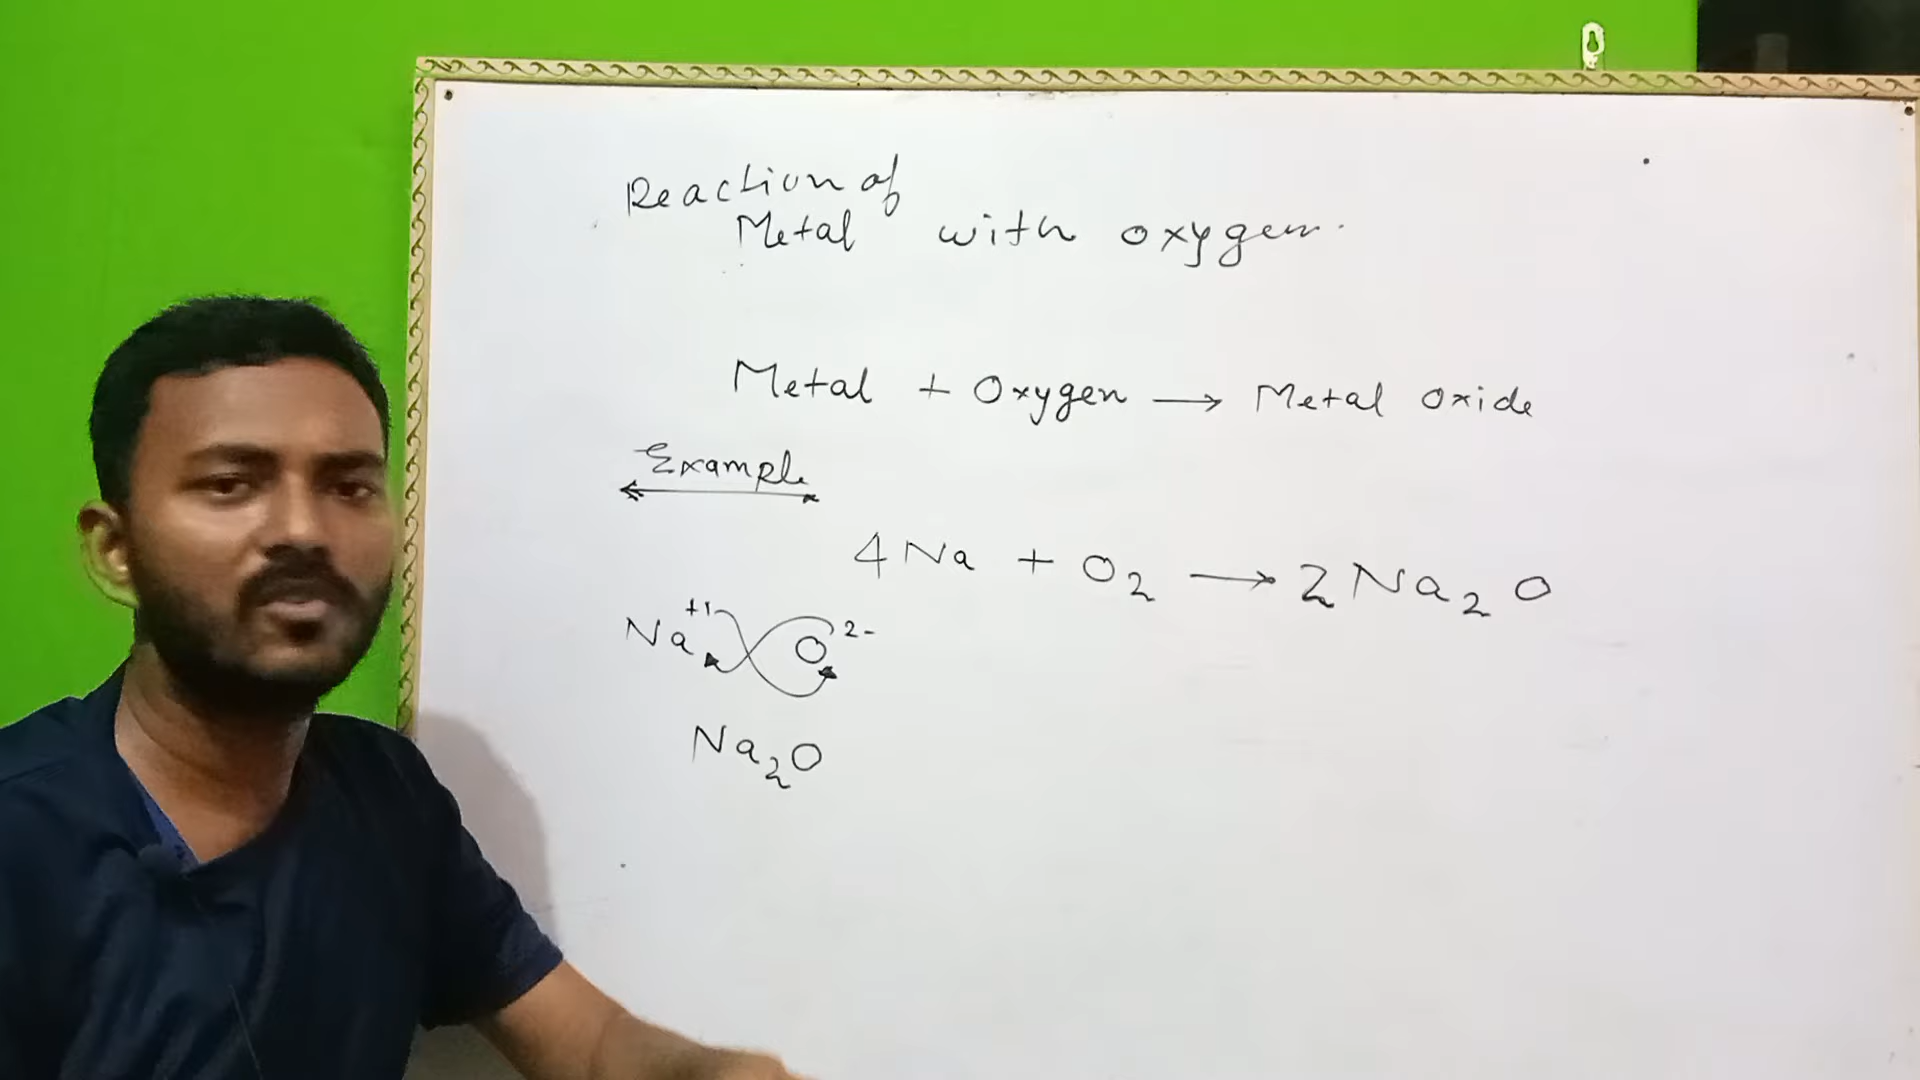 Reaction of
Metal with oxygen.
Metal + Oxygen → Metal Oxide
Example
4Na + O₂ → 2Na₂O
Na⁺¹ O²⁻
Na₂O